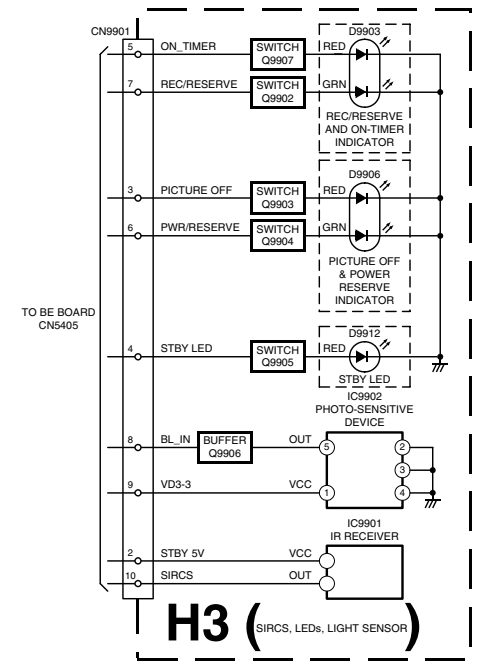 CN9901
5 ON_TIMER SWITCH Q9907 RED D9903
7 REC/RESERVE SWITCH Q9902 GRN
REC/RESERVE
AND ON-TIMER
INDICATOR
D9906
3 PICTURE OFF SWITCH Q9903 RED
6 PWR/RESERVE SWITCH Q9904 GRN
PICTURE OFF
& POWER
RESERVE
INDICATOR
TO BE BOARD
CN5405
D9912
4 STBY LED SWITCH Q9905 RED
STBY LED
IC9902
PHOTO-SENSITIVE
DEVICE
8 BL_IN BUFFER Q9906 OUT 5 2
3
9 VD3-3 VCC 1 4
IC9901
IR RECEIVER
2 STBY 5V VCC
10 SIRCS OUT
H3 (SIRCS, LEDs, LIGHT SENSOR)